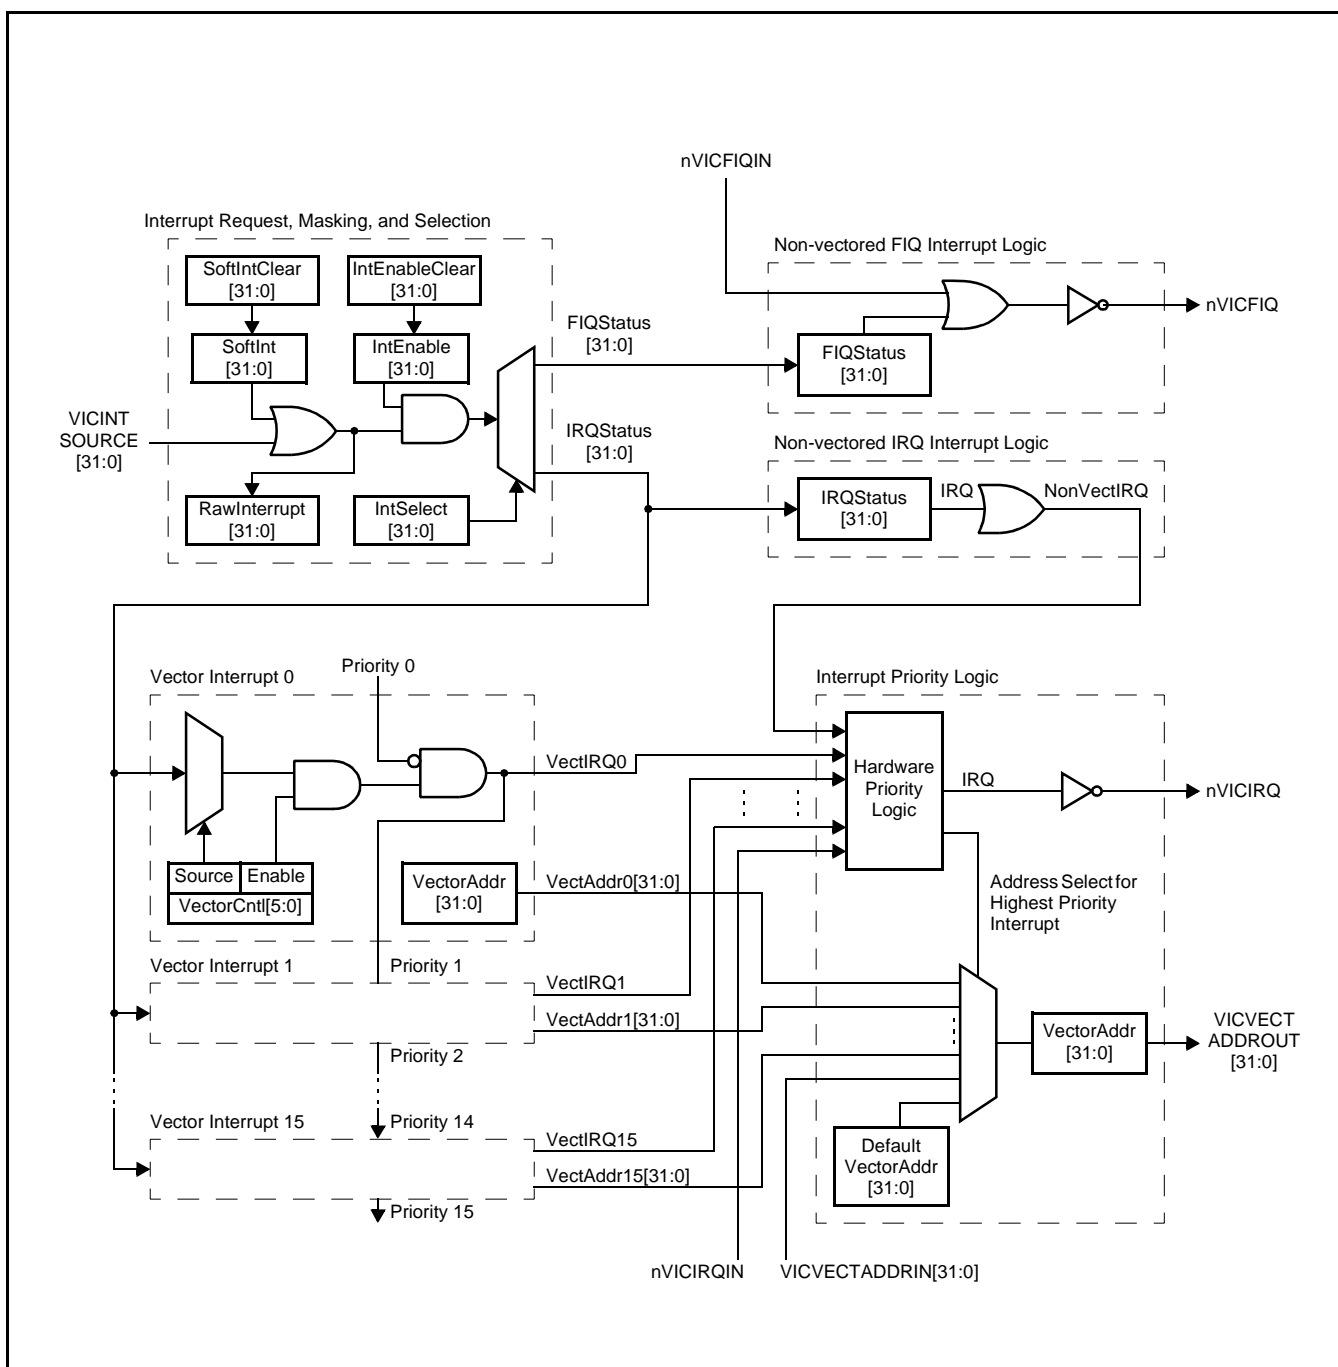 nVICFIQIN
Interrupt Request, Masking, and Selection
Non-vectored FIQ Interrupt Logic
SoftIntClear
[31:0]
IntEnableClear
[31:0]
nVICFIQ
FIQStatus
[31:0]
SoftInt
[31:0]
IntEnable
[31:0]
FIQStatus
[31:0]
VICINT
SOURCE
[31:0]
IRQStatus
[31:0]
Non-vectored IRQ Interrupt Logic
RawInterrupt
[31:0]
IntSelect
[31:0]
IRQStatus
[31:0]
IRQ
NonVectIRQ
Priority 0
Vector Interrupt 0
Interrupt Priority Logic
VectIRQ0
Hardware
Priority
Logic
IRQ
nVICIRQ
Source
Enable
VectorCntl[5:0]
VectorAddr
[31:0]
VectAddr0[31:0]
Address Select for
Highest Priority
Interrupt
Vector Interrupt 1
Priority 1
VectIRQ1
VectAddr1[31:0]
VectorAddr
[31:0]
VICVECT
ADDROUT
[31:0]
Priority 2
Vector Interrupt 15
Priority 14
VectIRQ15
VectAddr15[31:0]
Default
VectorAddr
[31:0]
Priority 15
nVICIRQIN
VICVECTADDRIN[31:0]